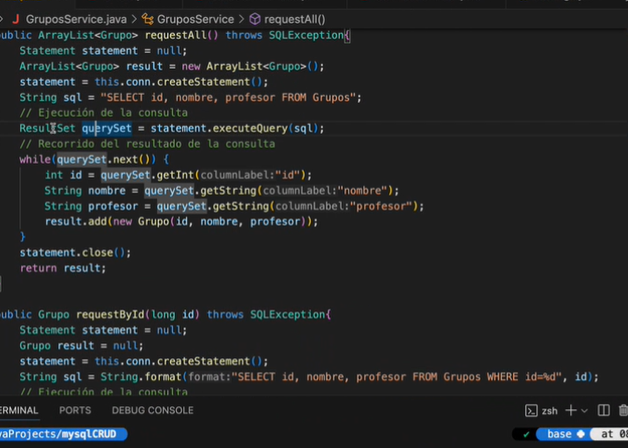 GruposService.java > GruposService > requestAll()
public ArrayList<Grupo> requestAll() throws SQLException{
Statement statement = null;
ArrayList<Grupo> result = new ArrayList<Grupo>();
statement = this.conn.createStatement();
String sql = "SELECT id, nombre, profesor FROM Grupos";
// Ejecución de la consulta
ResultSet querySet = statement.executeQuery(sql);
// Recorrido del resultado de la consulta
while(querySet.next()) {
int id = querySet.getInt(columnLabel:"id");
String nombre = querySet.getString(columnLabel:"nombre");
String profesor = querySet.getString(columnLabel:"profesor");
result.add(new Grupo(id, nombre, profesor));
}
statement.close();
return result;
public Grupo requestById(long id) throws SQLException{
Statement statement = null;
Grupo result = null;
statement = this.conn.createStatement();
String sql = String.format(format:"SELECT id, nombre, profesor FROM Grupos WHERE id=%d", id);
// Ejecución de la consulta
TERMINAL PORTS DEBUG CONSOLE zsh
vaProjects/mysqlCRUD base at 08